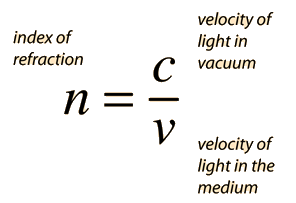 index of
refraction
n = c / v
velocity of
light in
vacuum
velocity of
light in the
medium